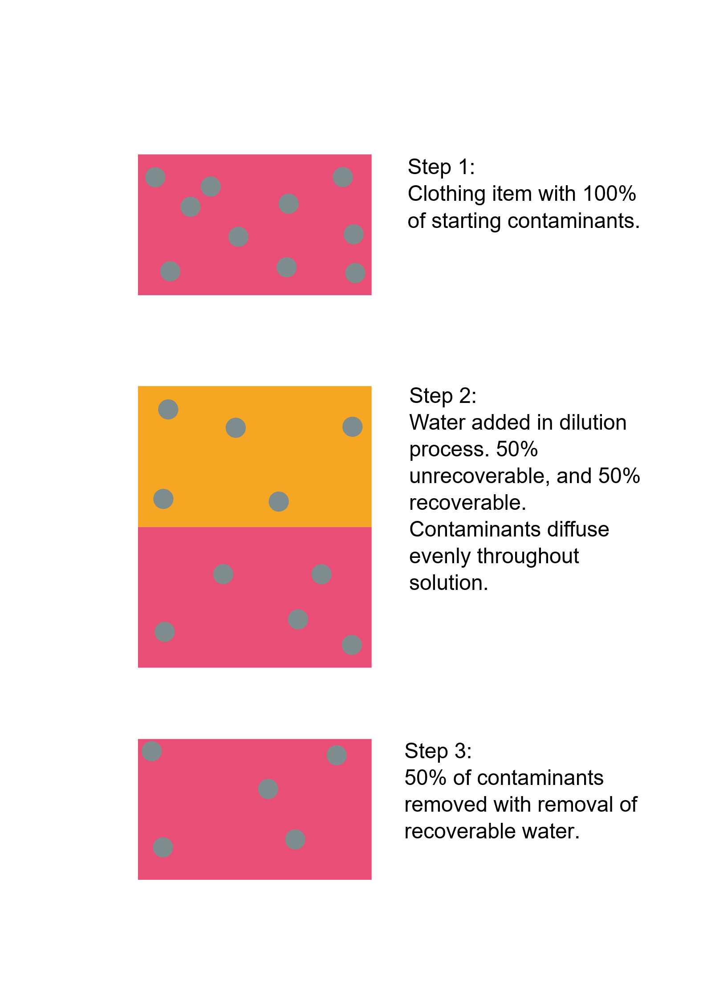 Step 1:
Clothing item with 100%
of starting contaminants.
Step 2:
Water added in dilution
process. 50%
unrecoverable, and 50%
recoverable.
Contaminants diffuse
evenly throughout
solution.
Step 3:
50% of contaminants
removed with removal of
recoverable water.